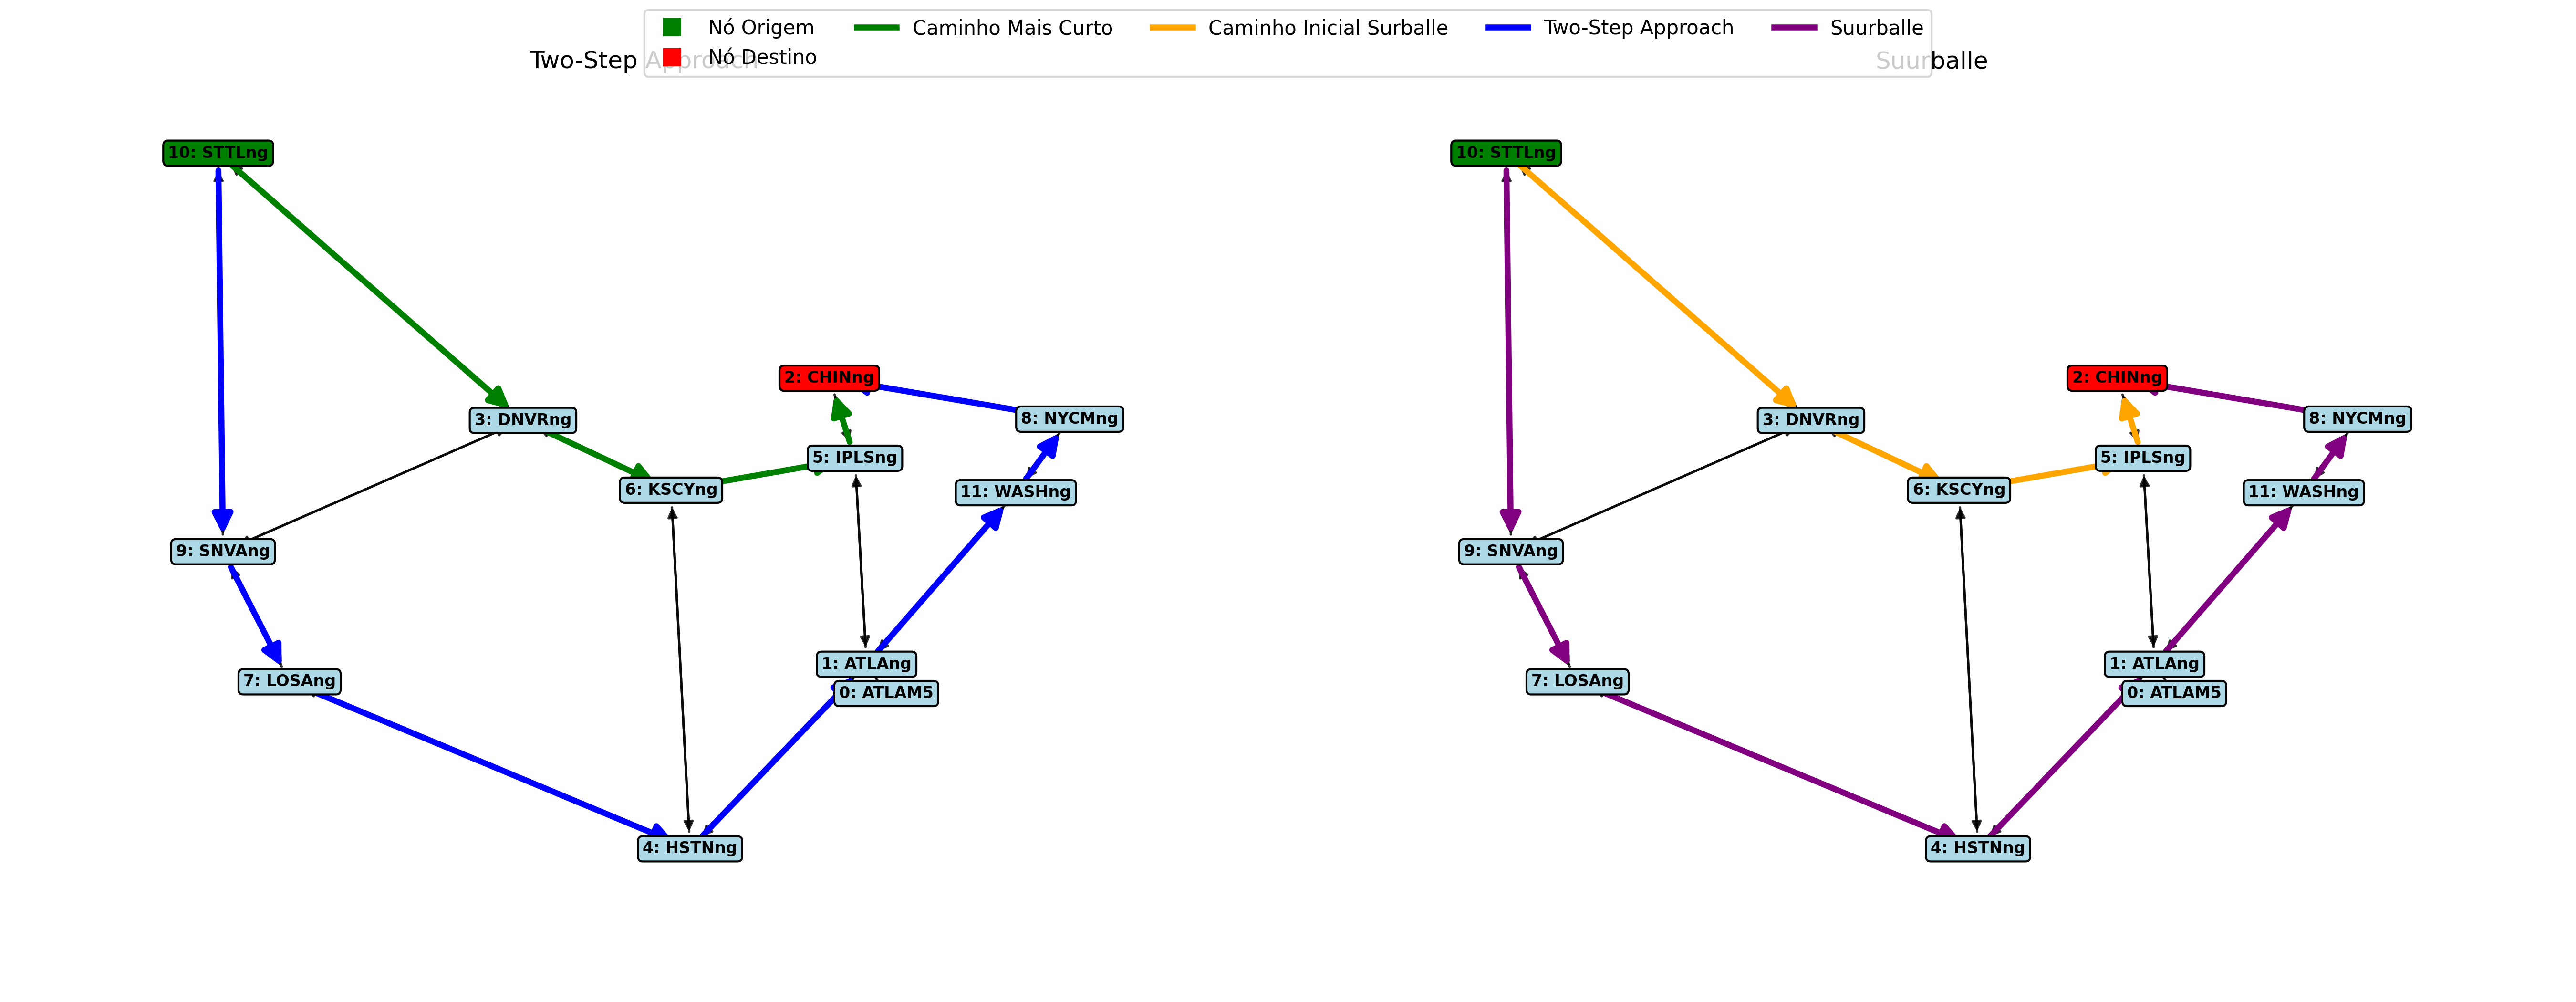 Nó Origem
Nó Destino
Caminho Mais Curto
Caminho Inicial Surballe
Two-Step Approach
Suurballe
Two-Step Approach
Suurballe
10: STTLng
2: CHINng
3: DNVRng
8: NYCMng
5: IPLSng
6: KSCYng
11: WASHng
9: SNVAng
1: ATLAng
7: LOSAng
0: ATLAM5
4: HSTNng
10: STTLng
2: CHINng
3: DNVRng
8: NYCMng
5: IPLSng
6: KSCYng
11: WASHng
9: SNVAng
1: ATLAng
7: LOSAng
0: ATLAM5
4: HSTNng